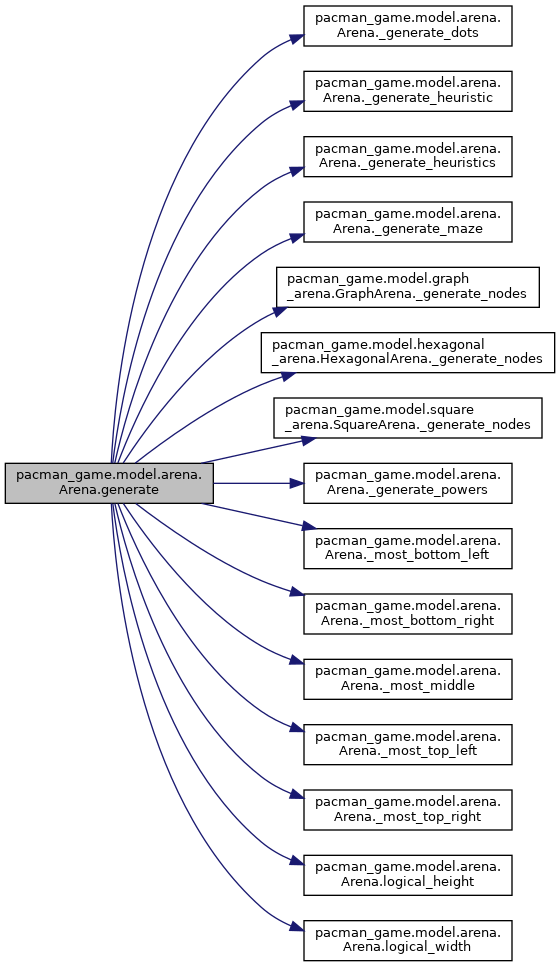 pacman_game.model.arena.
Arena._generate_dots
pacman_game.model.arena.
Arena._generate_heuristic
pacman_game.model.arena.
Arena._generate_heuristics
pacman_game.model.arena.
Arena._generate_maze
pacman_game.model.graph
_arena.GraphArena._generate_nodes
pacman_game.model.hexagonal
_arena.HexagonalArena._generate_nodes
pacman_game.model.square
_arena.SquareArena._generate_nodes
pacman_game.model.arena.
Arena.generate
pacman_game.model.arena.
Arena._generate_powers
pacman_game.model.arena.
Arena._most_bottom_left
pacman_game.model.arena.
Arena._most_bottom_right
pacman_game.model.arena.
Arena._most_middle
pacman_game.model.arena.
Arena._most_top_left
pacman_game.model.arena.
Arena._most_top_right
pacman_game.model.arena.
Arena.logical_height
pacman_game.model.arena.
Arena.logical_width